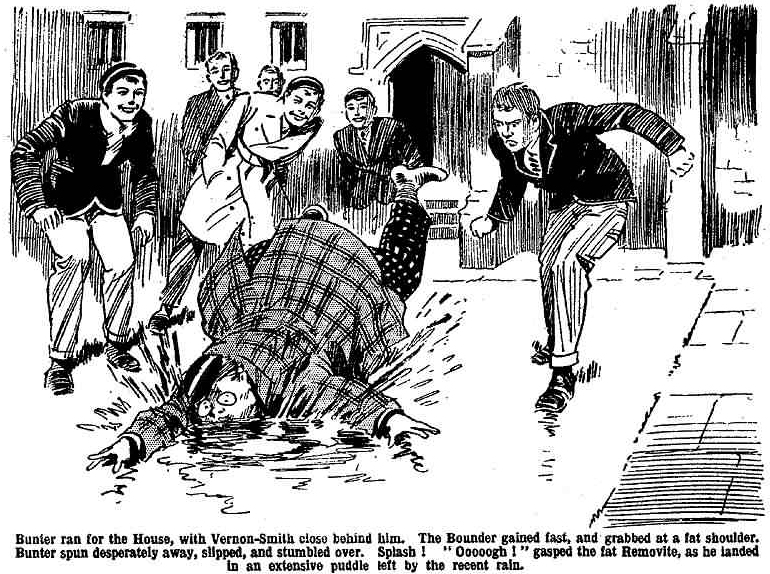 Bunter ran for the House, with Vernon-Smith close behind him. The Bounder gained fast, and grabbed at a fat shoulder.
Bunter spun desperately away, slipped, and stumbled over. Splash ! " Ooooogh ! " gasped the fat Removite, as he landed
in an extensive puddle left by the recent rain.